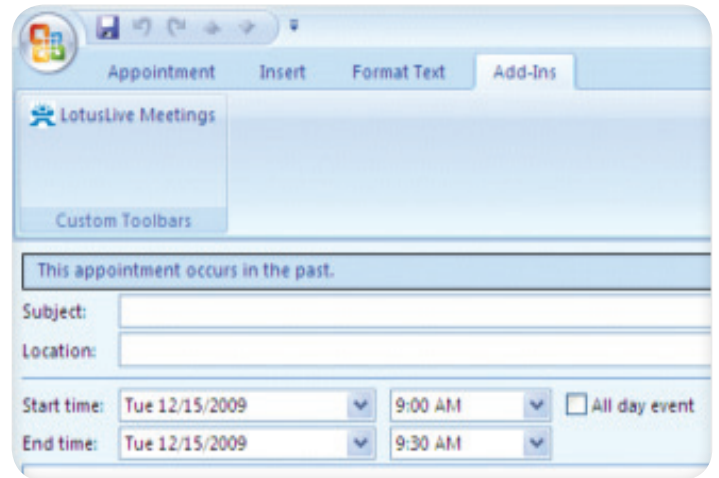 Appointment Insert Format Text Add-Ins
LotusLive Meetings
Custom Toolbars
This appointment occurs in the past.
Subject:
Location:
Start time: Tue 12/15/2009 9:00 AM All day event
End time: Tue 12/15/2009 9:30 AM